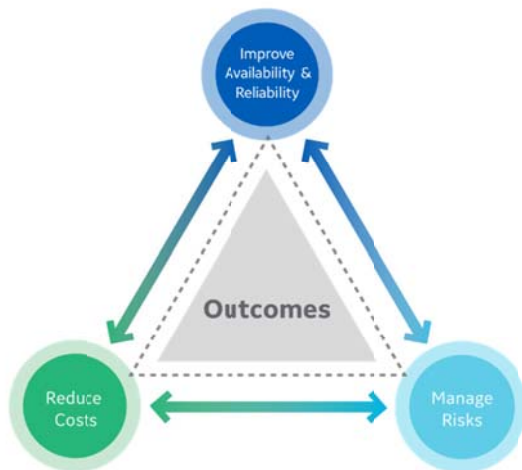 Improve
Availability &
Reliability
Outcomes
Reduce
Costs
Manage
Risks